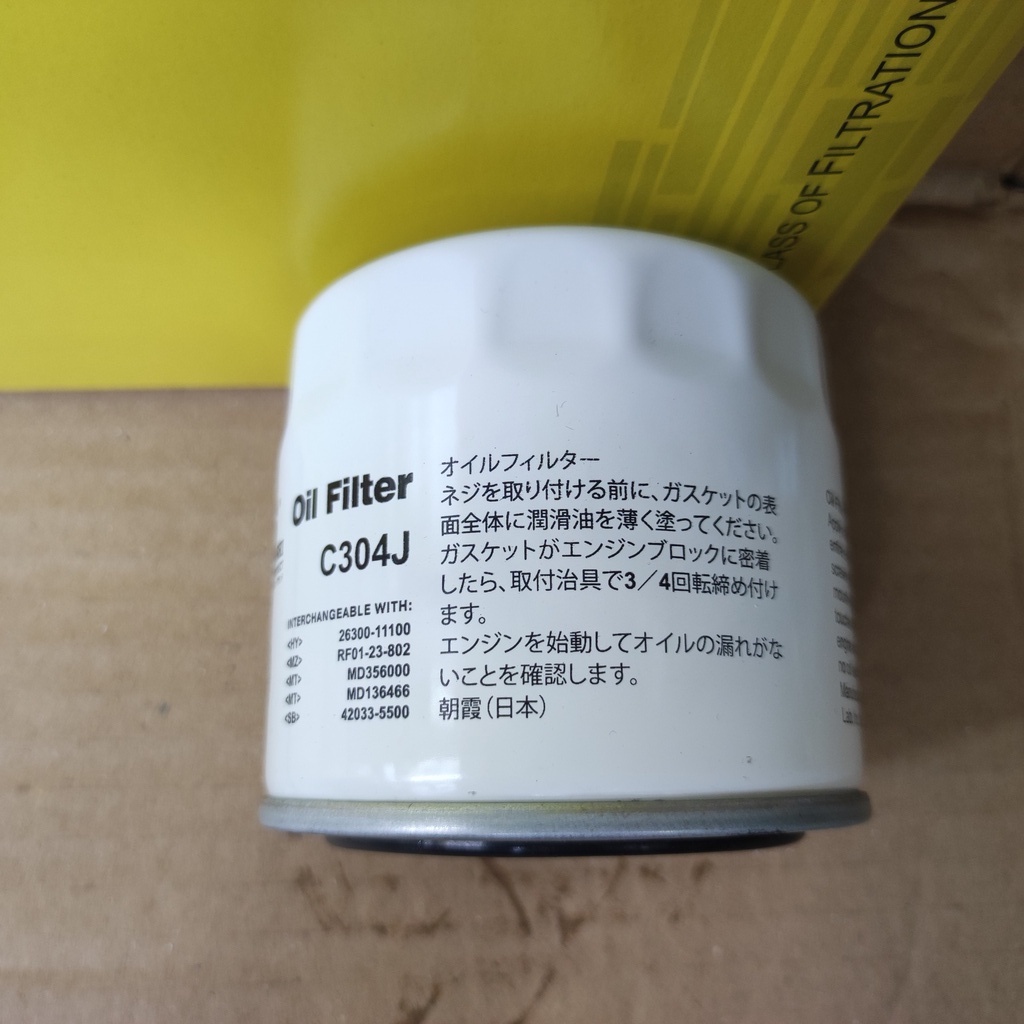 CLASS OF FILTRATION
Oil Filter
C304J
INTERCHANGEABLE WITH:
<HY> 26300-11100
<MZ> RF01-23-802
<MT> MD356000
<MT> MD136466
<SB> 42033-5500
オイルフィルター
ネジを取り付ける前に、ガスケットの表
面全体に潤滑油を薄く塗ってください。
ガスケットがエンジンブロックに密着
したら、取付治具で3／4回転締め付け
ます。
エンジンを始動してオイルの漏れがな
いことを確認します。
朝霞（日本）